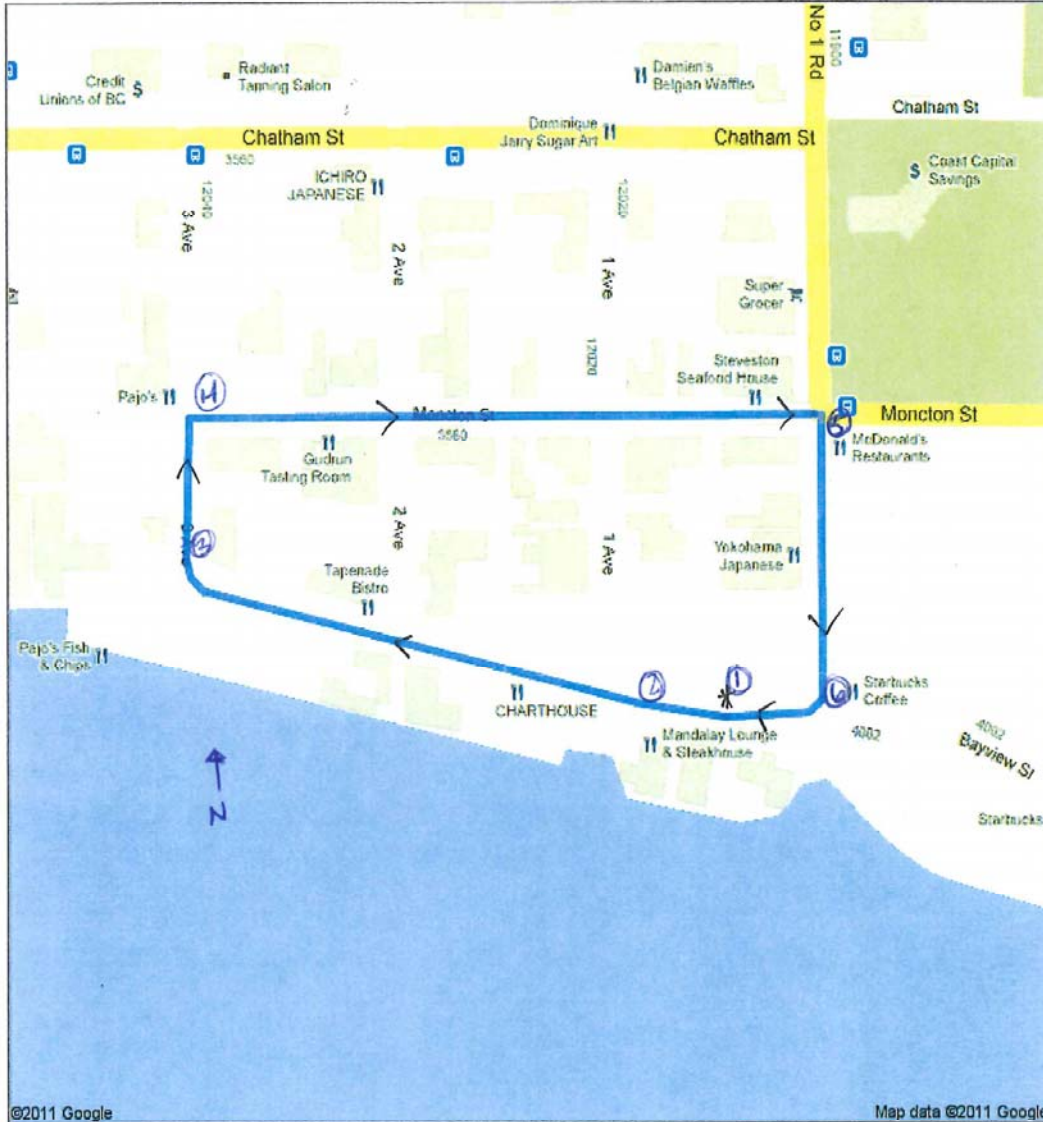 No 1 Rd
11900
Radiant
Tanning Salon
Credit
Unions of BC
$
Damien's
Belgian Waffles
Chatham St
Dominique
Jarry Sugar Art
Chatham St
Chatham St
3560
12040
3 Ave
ICHIRO
JAPANESE
12020
$
Coast Capital
Savings
2 Ave
1 Ave
Super
Grocer
12020
Steveston
Seafood House
Pajo's
4
Moncton St
3580
Moncton St
5
McDonald's
Restaurants
Gudrun
Tasting Room
2 Ave
1 Ave
3 Ave
3
Yokohama
Japanese
Tapenade
Bistro
Pajo's Fish
& Chips
CHARTHOUSE
2
1
6
Starbucks
Coffee
4082
4082
Bayview St
Mandalay Lounge
& Steakhouse
N
Starbucks
©2011 Google
Map data ©2011 Google